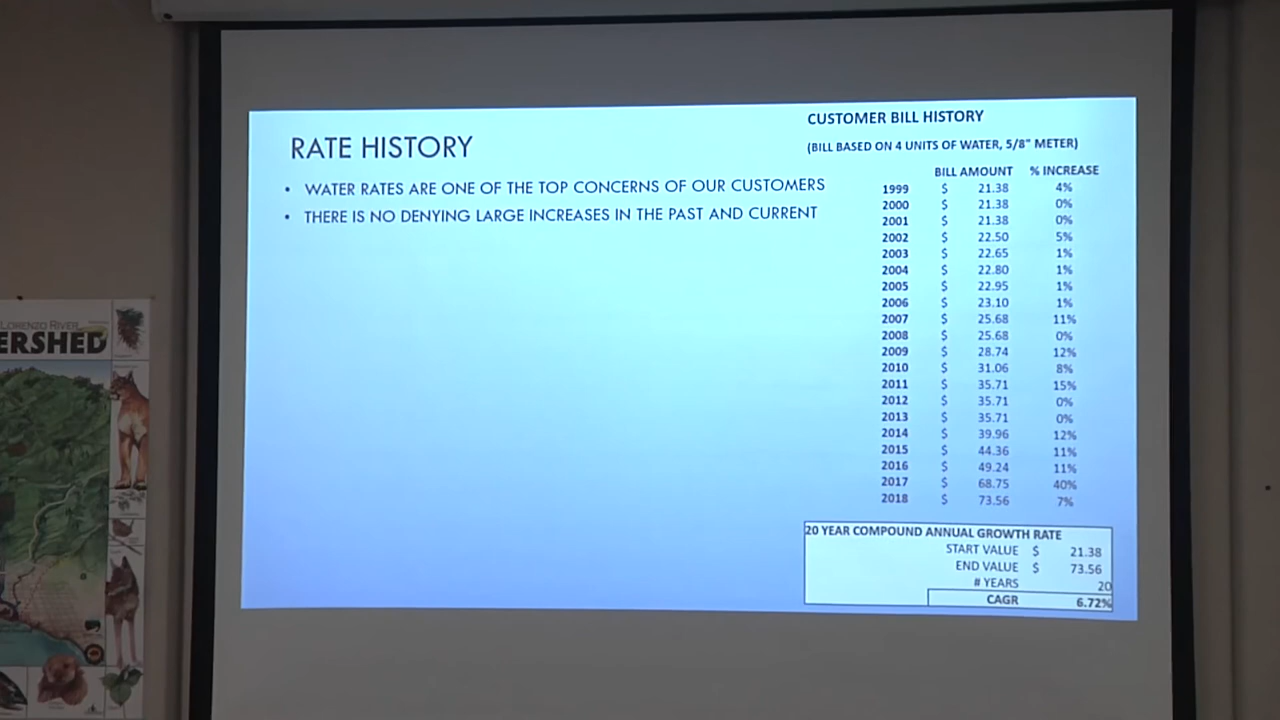 RATE HISTORY
• WATER RATES ARE ONE OF THE TOP CONCERNS OF OUR CUSTOMERS
• THERE IS NO DENYING LARGE INCREASES IN THE PAST AND CURRENT
CUSTOMER BILL HISTORY
(BILL BASED ON 4 UNITS OF WATER, 5/8" METER)
BILL AMOUNT % INCREASE
1999 $ 21.38 4%
2000 $ 21.38 0%
2001 $ 21.38 0%
2002 $ 22.50 5%
2003 $ 22.65 1%
2004 $ 22.80 1%
2005 $ 22.95 1%
2006 $ 23.10 1%
2007 $ 25.68 11%
2008 $ 25.68 0%
2009 $ 28.74 12%
2010 $ 31.06 8%
2011 $ 35.71 15%
2012 $ 35.71 0%
2013 $ 35.71 0%
2014 $ 39.96 12%
2015 $ 44.36 11%
2016 $ 49.24 11%
2017 $ 68.75 40%
2018 $ 73.56 7%
20 YEAR COMPOUND ANNUAL GROWTH RATE
START VALUE $ 21.38
END VALUE $ 73.56
# YEARS 20
CAGR 6.72%
LORENZO RIVER
ERSHED